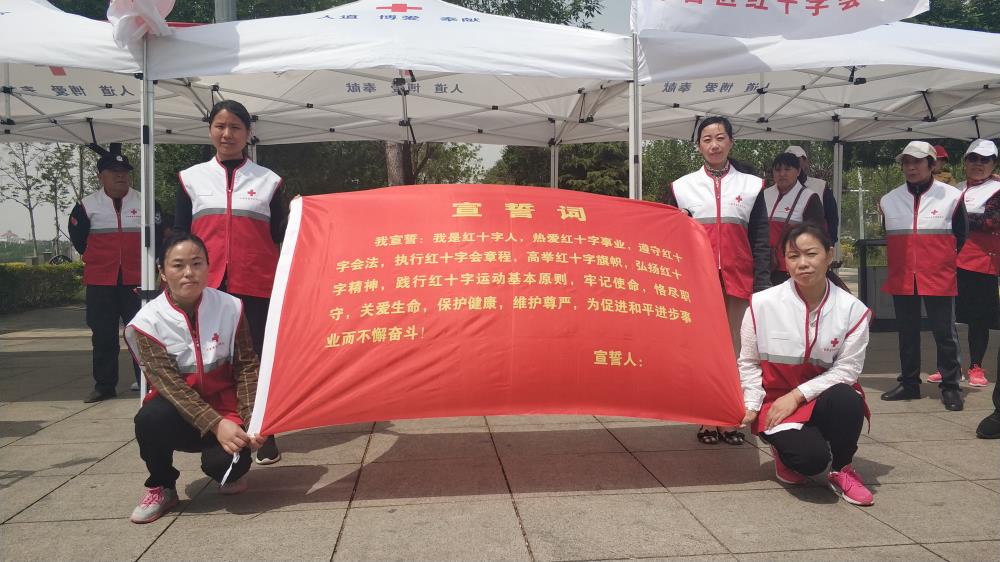 人道 博爱 奉献
红十字会
人道 博爱 奉献
人道 博爱 奉献
宣誓词
我宣誓：我是红十字人，热爱红十字事业，遵守红十
字会法，执行红十字会章程，高举红十字旗帜，弘扬红十
字精神，践行红十字运动基本原则，牢记使命，恪尽职
守，关爱生命，保护健康，维护尊严，为促进和平进步事
业而不懈奋斗！
宣誓人：